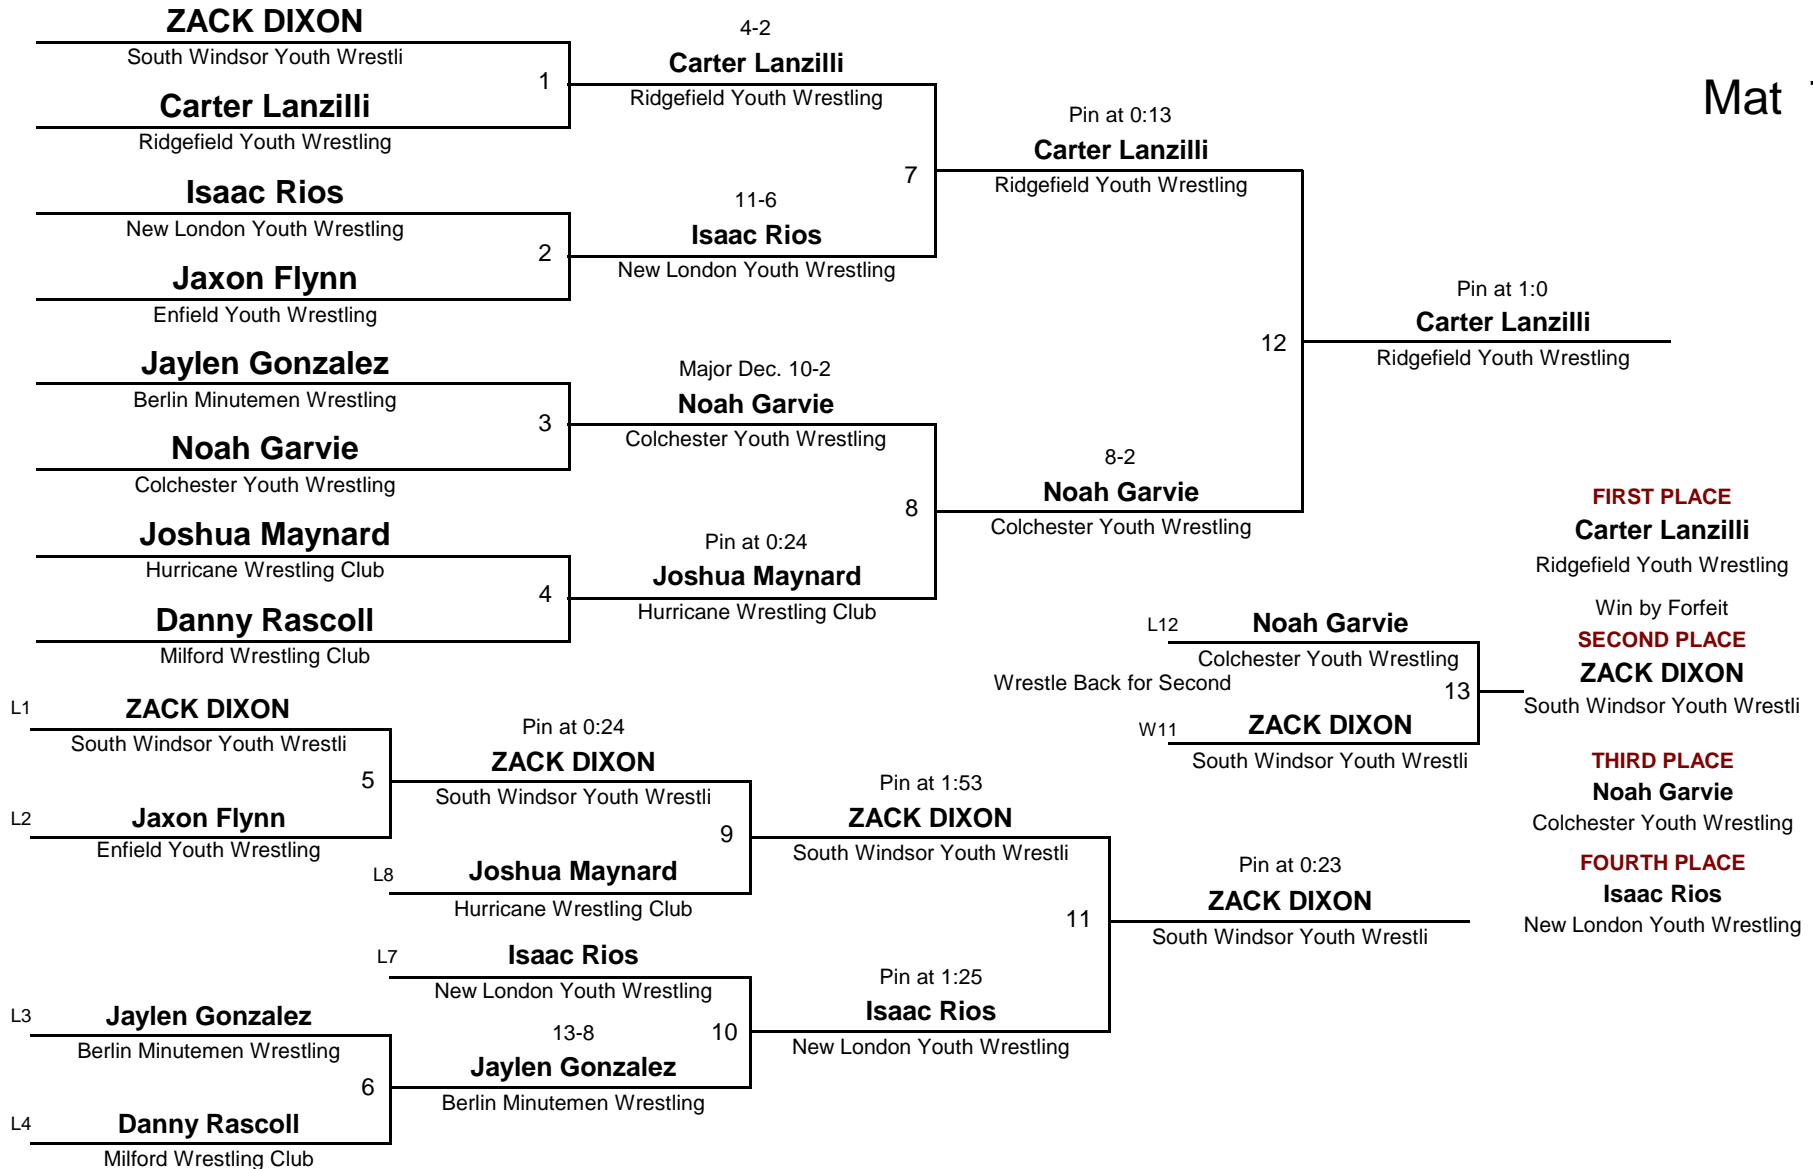 ZACK DIXON
South Windsor Youth Wrestli
1
Carter Lanzilli
Ridgefield Youth Wrestling
Isaac Rios
New London Youth Wrestling
2
Jaxon Flynn
Enfield Youth Wrestling
Jaylen Gonzalez
Berlin Minutemen Wrestling
3
Noah Garvie
Colchester Youth Wrestling
Joshua Maynard
Hurricane Wrestling Club
4
Danny Rascoll
Milford Wrestling Club
4-2
Carter Lanzilli
Ridgefield Youth Wrestling
7
11-6
Isaac Rios
New London Youth Wrestling
Major Dec. 10-2
Noah Garvie
Colchester Youth Wrestling
8
Pin at 0:24
Joshua Maynard
Hurricane Wrestling Club
Pin at 0:13
Carter Lanzilli
Ridgefield Youth Wrestling
12
8-2
Noah Garvie
Colchester Youth Wrestling
Mat
Pin at 1:0
Carter Lanzilli
Ridgefield Youth Wrestling
L1
ZACK DIXON
South Windsor Youth Wrestli
5
L2
Jaxon Flynn
Enfield Youth Wrestling
L3
Jaylen Gonzalez
Berlin Minutemen Wrestling
6
L4
Danny Rascoll
Milford Wrestling Club
Pin at 0:24
ZACK DIXON
South Windsor Youth Wrestli
9
L8
Joshua Maynard
Hurricane Wrestling Club
L7
Isaac Rios
New London Youth Wrestling
13-8
10
Jaylen Gonzalez
Berlin Minutemen Wrestling
Pin at 1:53
ZACK DIXON
South Windsor Youth Wrestli
11
Pin at 1:25
Isaac Rios
New London Youth Wrestling
Pin at 0:23
ZACK DIXON
South Windsor Youth Wrestli
L12
Noah Garvie
Colchester Youth Wrestling
Wrestle Back for Second
13
W11
ZACK DIXON
South Windsor Youth Wrestli
FIRST PLACE
Carter Lanzilli
Ridgefield Youth Wrestling
Win by Forfeit
SECOND PLACE
ZACK DIXON
South Windsor Youth Wrestli
THIRD PLACE
Noah Garvie
Colchester Youth Wrestling
FOURTH PLACE
Isaac Rios
New London Youth Wrestling